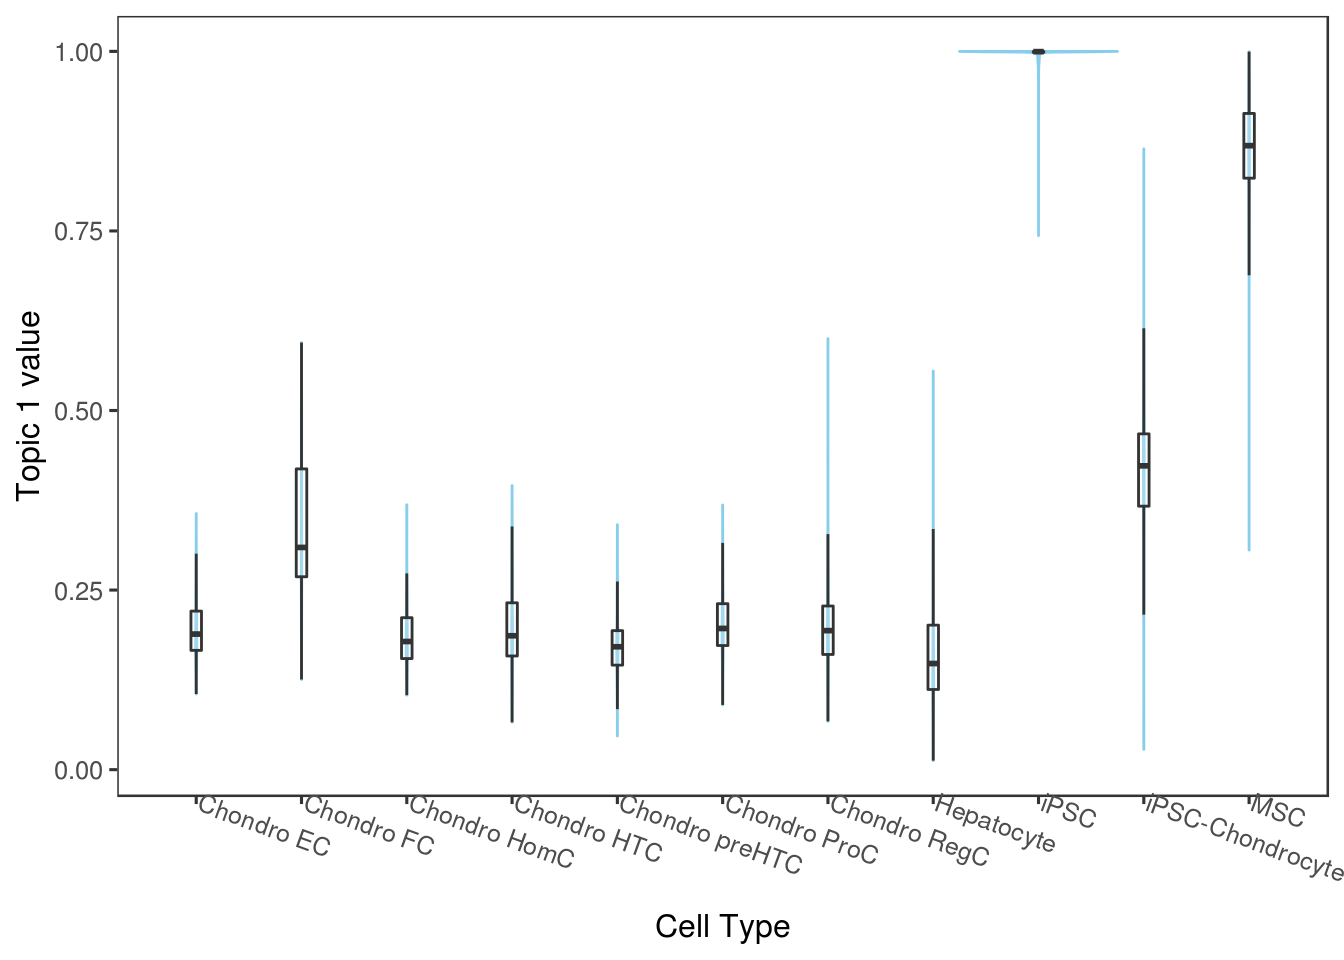 1.00
0.75
0.50
0.25
0.00
Topic 1 value
Chondro EC
Chondro FC
Chondro HomC
Chondro HTC
Chondro preHTC
Chondro ProC
Chondro RegC
Hepatocyte
iPSC
iPSC-Chondrocyte
MSC
Cell Type